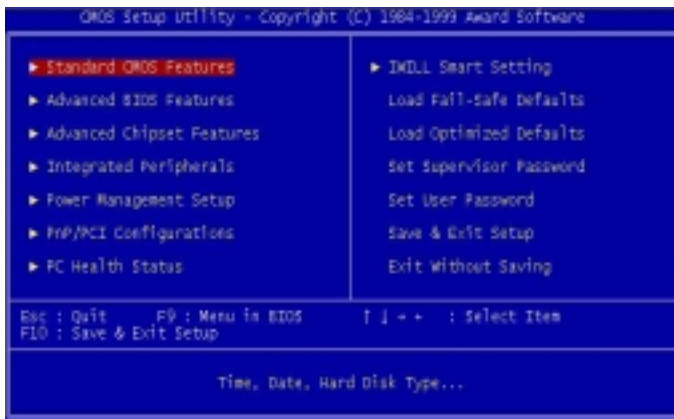 CMOS Setup Utility - Copyright (C) 1984-1999 Award Software
► Standard CMOS Features
► Advanced BIOS Features
► Advanced Chipset Features
► Integrated Peripherals
► Power Management Setup
► PnP/PCI Configurations
► PC Health Status
► IWILL Smart Setting
Load Fail-Safe Defaults
Load Optimized Defaults
Set Supervisor Password
Set User Password
Save & Exit Setup
Exit Without Saving
Esc : Quit F9 : Menu in BIOS ↑ ↓ → ← : Select Item
F10 : Save & Exit Setup
Time, Date, Hard Disk Type...